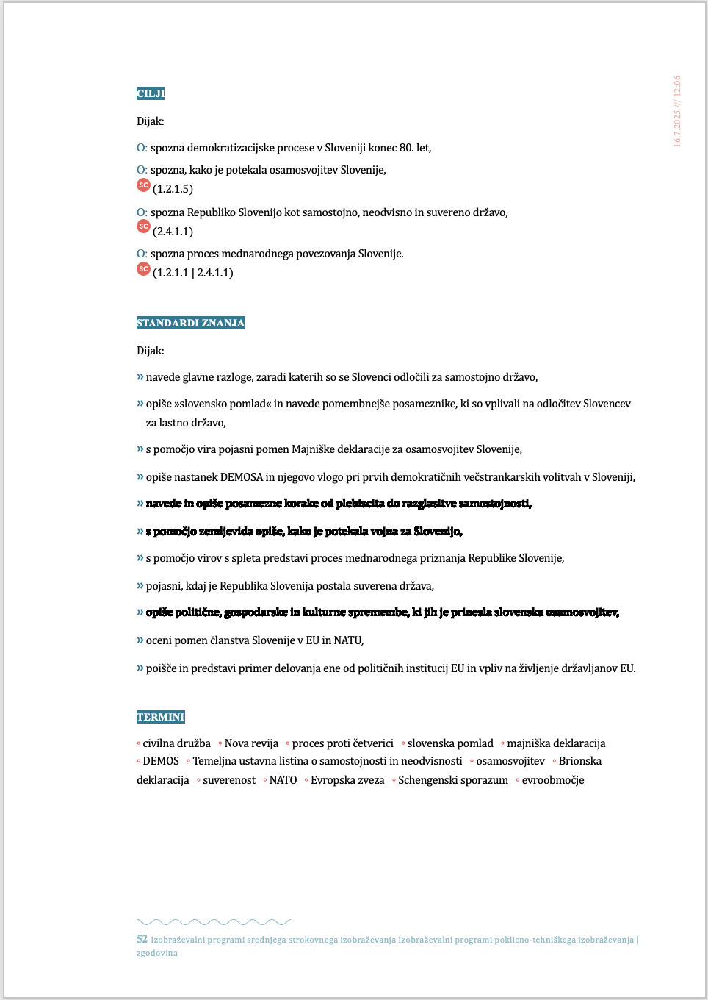 16.7.2025 /// 12:06
CILJI
Dijak:
O: spozna demokratizacijske procese v Sloveniji konec 80. let,
O: spozna, kako je potekala osamosvojitev Slovenije,
SC (1.2.1.5)
O: spozna Republiko Slovenijo kot samostojno, neodvisno in suvereno državo,
SC (2.4.1.1)
O: spozna proces mednarodnega povezovanja Slovenije.
SC (1.2.1.1 | 2.4.1.1)
STANDARDI ZNANJA
Dijak:
» navede glavne razloge, zaradi katerih so se Slovenci odločili za samostojno državo,
» opiše »slovensko pomlad« in navede pomembnejše posameznike, ki so vplivali na odločitev Slovencev
za lastno državo,
» s pomočjo vira pojasni pomen Majniške deklaracije za osamosvojitev Slovenije,
» opiše nastanek DEMOSA in njegovo vlogo pri prvih demokratičnih večstrankarskih volitvah v Sloveniji,
» navede in opiše posamezne korake od plebiscita do razglasitve samostojnosti,
» s pomočjo zemljevida opiše, kako je potekala vojna za Slovenijo,
» s pomočjo virov s spleta predstavi proces mednarodnega priznanja Republike Slovenije,
» pojasni, kdaj je Republika Slovenija postala suverena država,
» opiše politične, gospodarske in kulturne spremembe, ki jih je prinesla slovenska osamosvojitev,
» oceni pomen članstva Slovenije v EU in NATU,
» poišče in predstavi primer delovanja ene od političnih institucij EU in vpliv na življenje državljanov EU.
TERMINI
◦ civilna družba ◦ Nova revija ◦ proces proti četverici ◦ slovenska pomlad ◦ majniška deklaracija
◦ DEMOS ◦ Temeljna ustavna listina o samostojnosti in neodvisnosti ◦ osamosvojitev ◦ Brionska
deklaracija ◦ suverenost ◦ NATO ◦ Evropska zveza ◦ Schengenski sporazum ◦ evroobmočje
52 Izobraževalni programi srednjega strokovnega izobraževanja Izobraževalni programi poklicno-tehniškega izobraževanja |
zgodovina